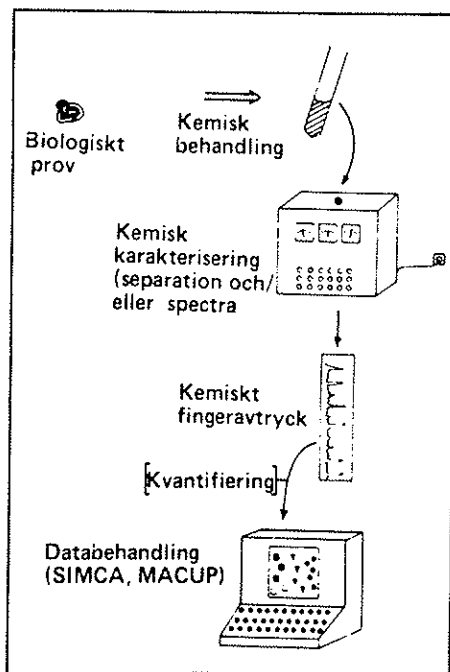 Biologiskt
prov
Kemisk
behandling
Kemisk
karakterisering
(separation och/
eller spectra
Kemiskt
fingeravtryck
[Kvantifiering]
Databehandling
(SIMCA, MACUP)